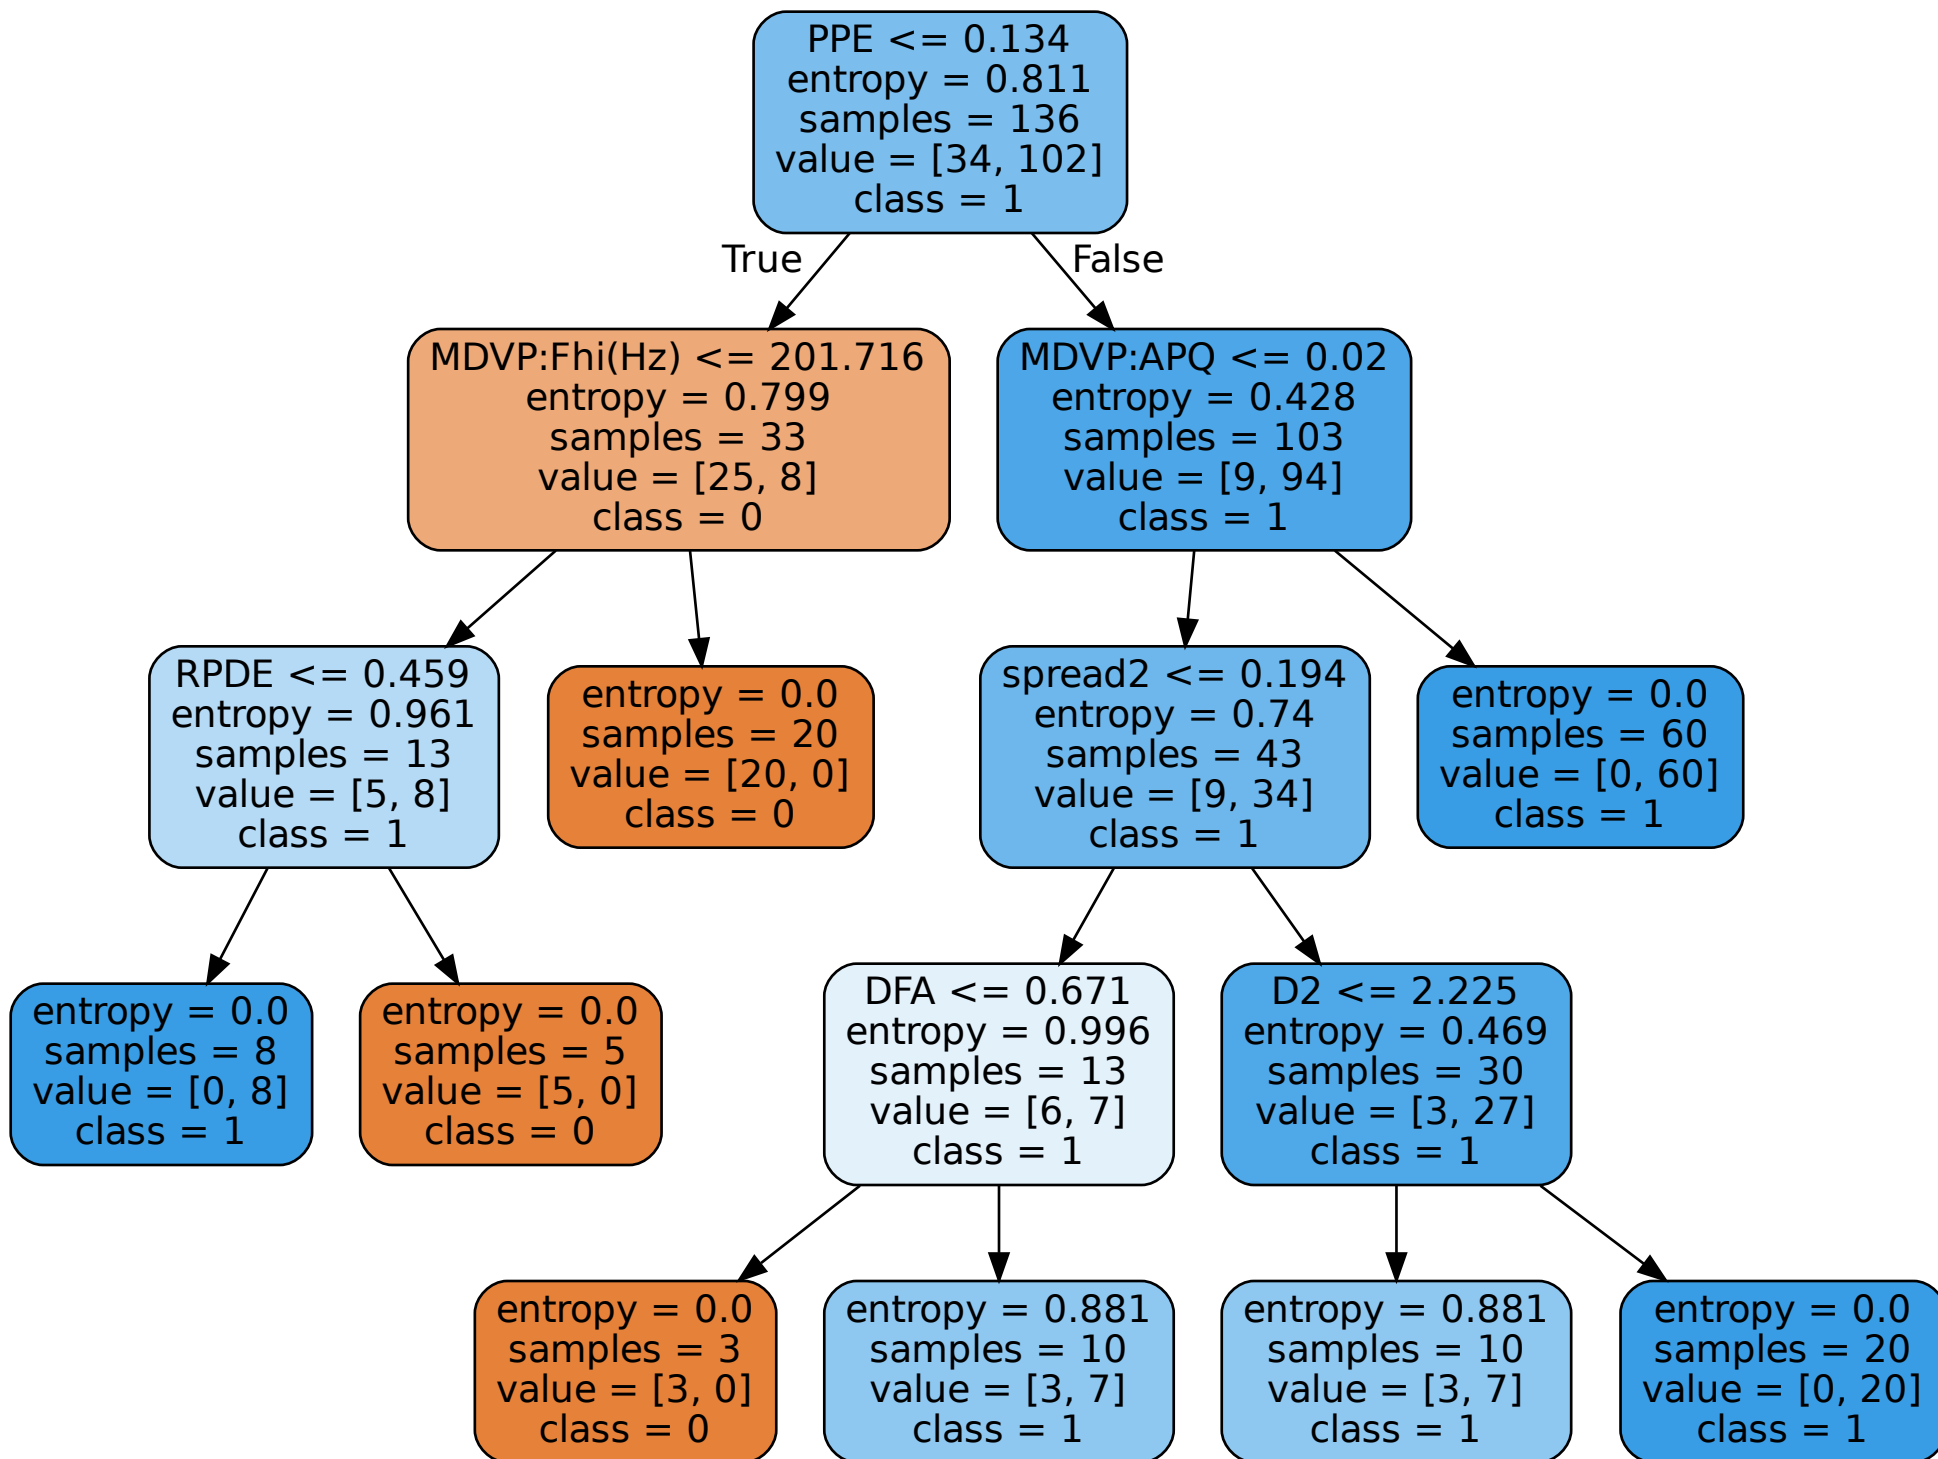 PPE <= 0.134
entropy = 0.811
samples = 136
value = [34, 102]
class = 1
True
False
MDVP:Fhi(Hz) <= 201.716
entropy = 0.799
samples = 33
value = [25, 8]
class = 0
MDVP:APQ <= 0.02
entropy = 0.428
samples = 103
value = [9, 94]
class = 1
RPDE <= 0.459
entropy = 0.961
samples = 13
value = [5, 8]
class = 1
entropy = 0.0
samples = 20
value = [20, 0]
class = 0
spread2 <= 0.194
entropy = 0.74
samples = 43
value = [9, 34]
class = 1
entropy = 0.0
samples = 60
value = [0, 60]
class = 1
entropy = 0.0
samples = 8
value = [0, 8]
class = 1
entropy = 0.0
samples = 5
value = [5, 0]
class = 0
DFA <= 0.671
entropy = 0.996
samples = 13
value = [6, 7]
class = 1
D2 <= 2.225
entropy = 0.469
samples = 30
value = [3, 27]
class = 1
entropy = 0.0
samples = 3
value = [3, 0]
class = 0
entropy = 0.881
samples = 10
value = [3, 7]
class = 1
entropy = 0.881
samples = 10
value = [3, 7]
class = 1
entropy = 0.0
samples = 20
value = [0, 20]
class = 1